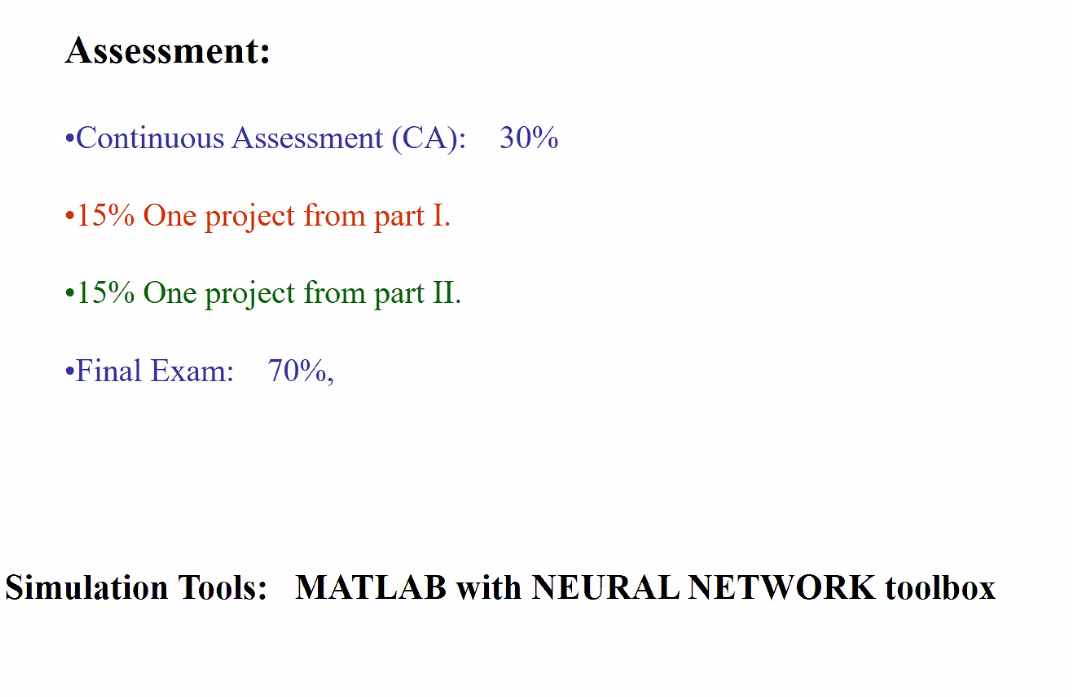 Assessment:
•Continuous Assessment (CA): 30%
•15% One project from part I.
•15% One project from part II.
•Final Exam: 70%,
Simulation Tools: MATLAB with NEURAL NETWORK toolbox